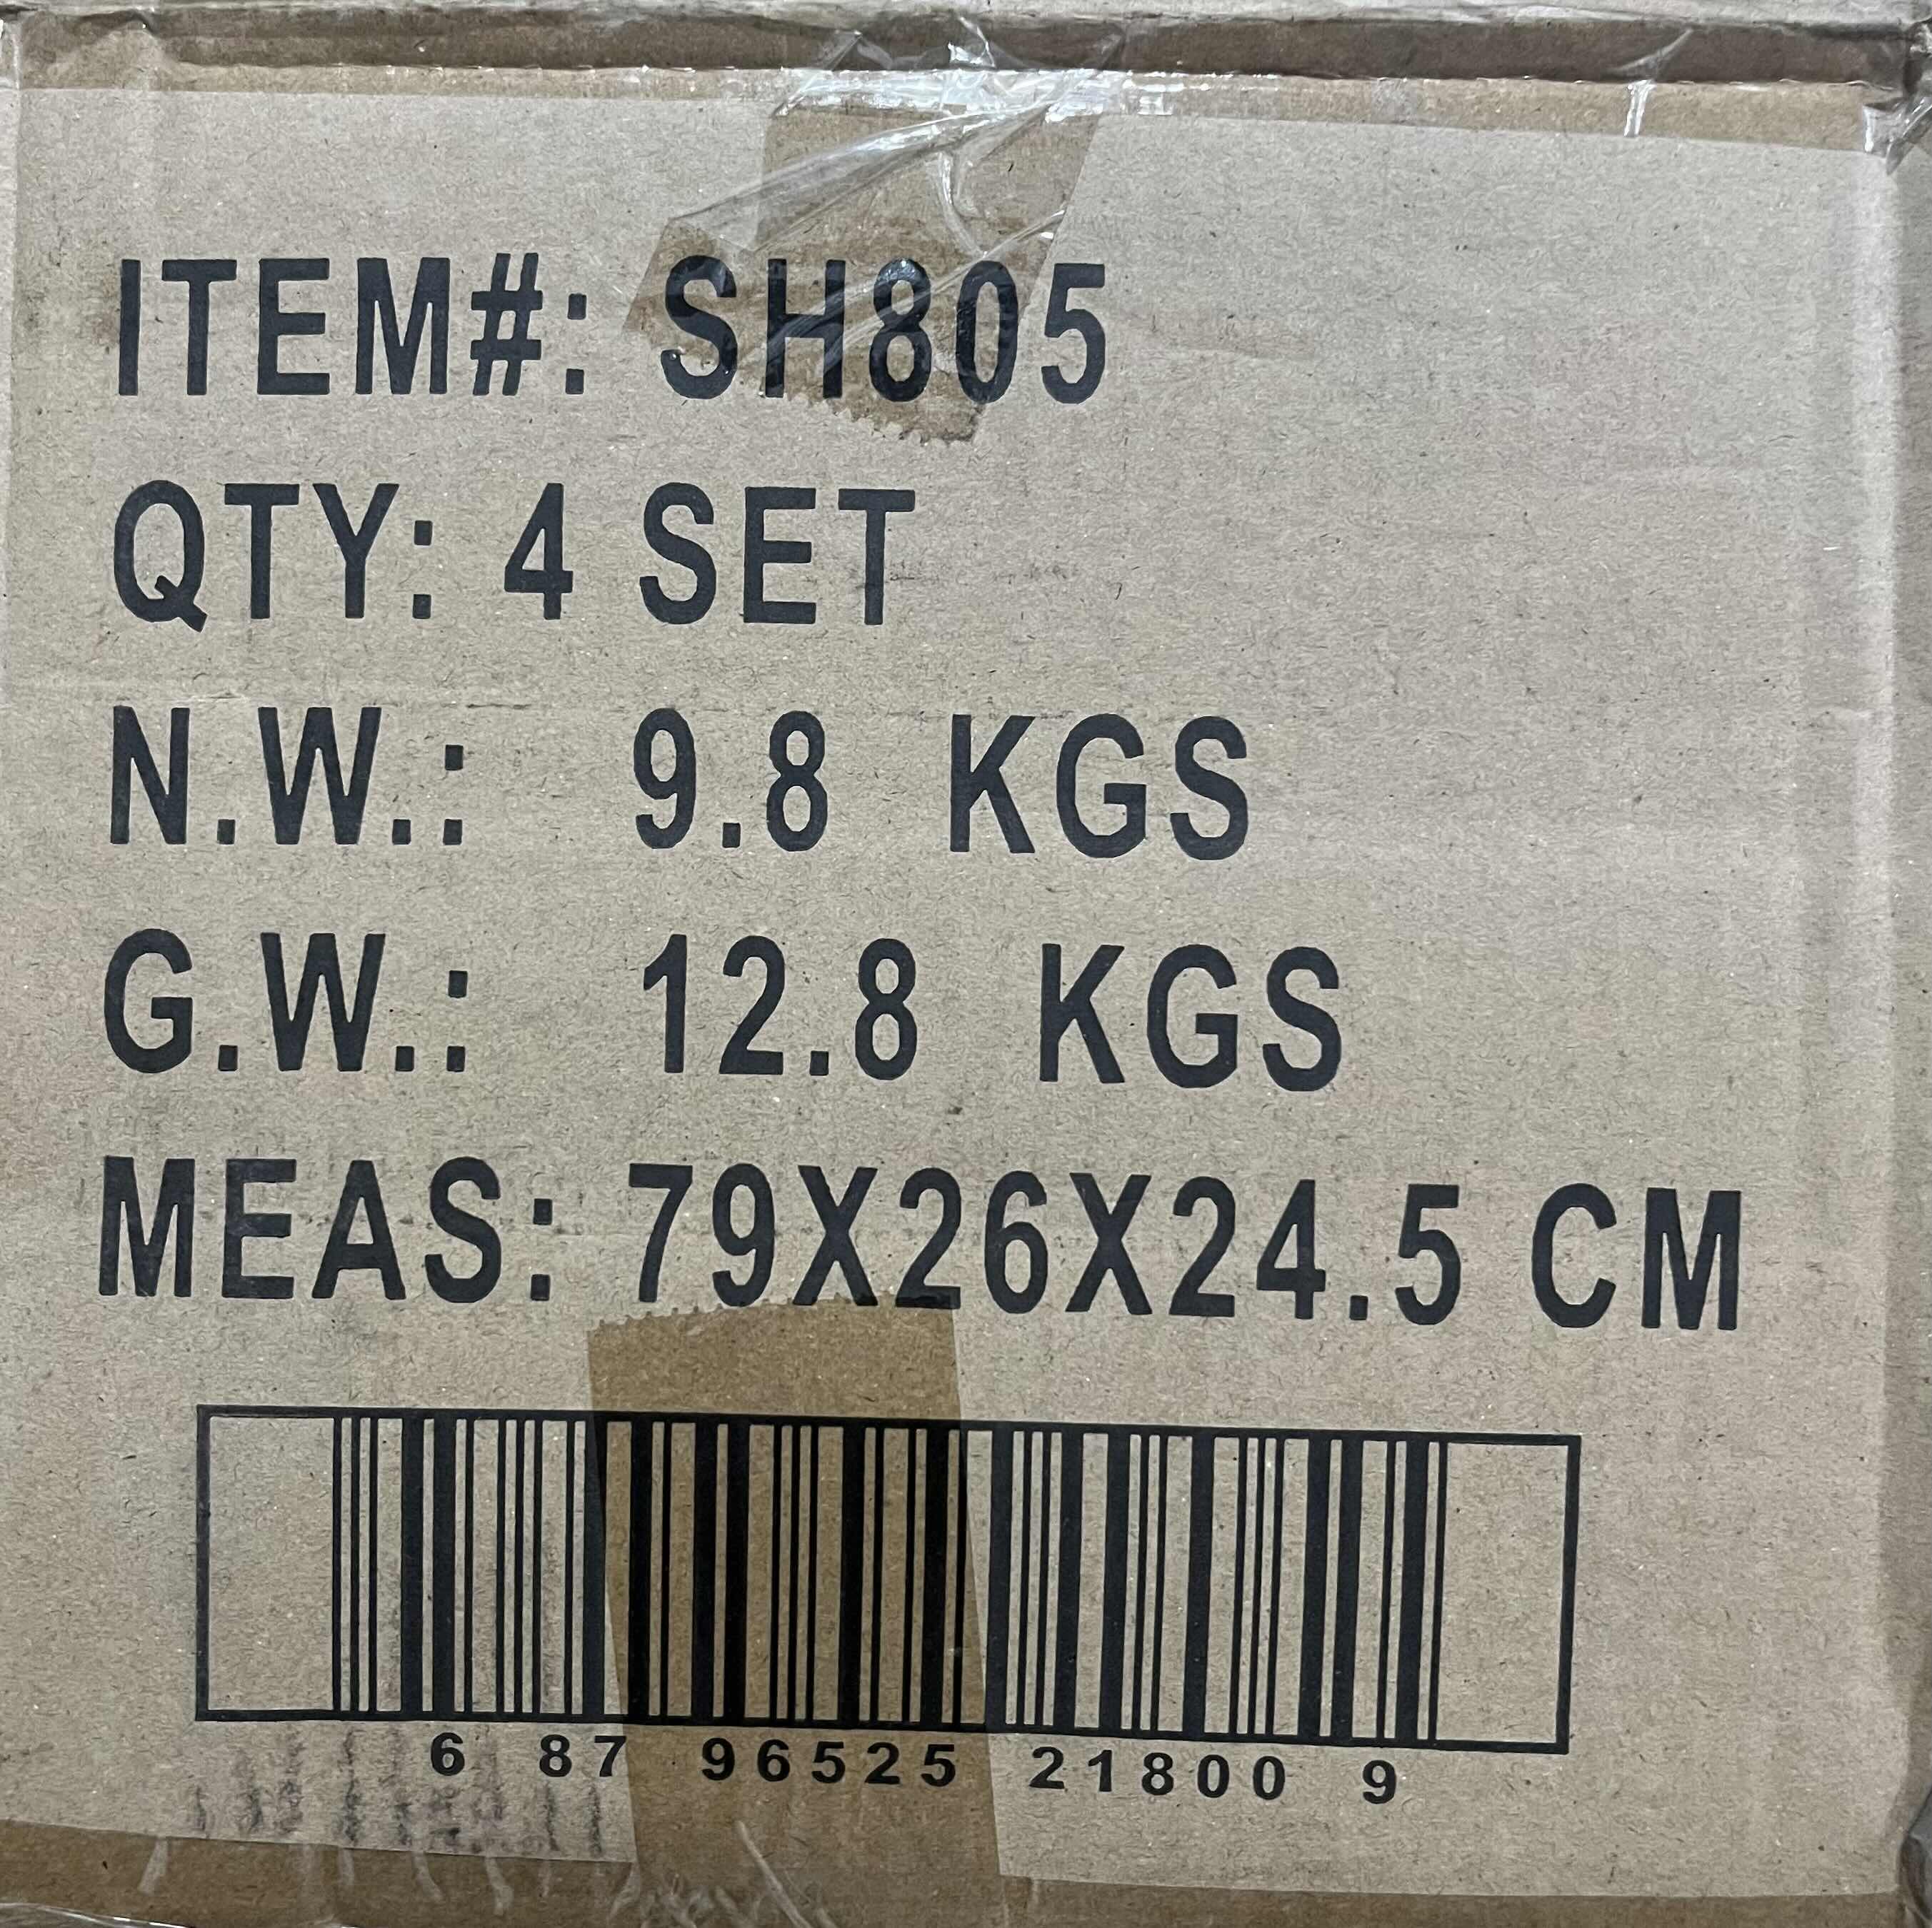 ITEM#: SH805
QTY: 4 SET
N.W.: 9.8 KGS
G.W.: 12.8 KGS
MEAS: 79X26X24.5 CM
6 87 96525 21800 9